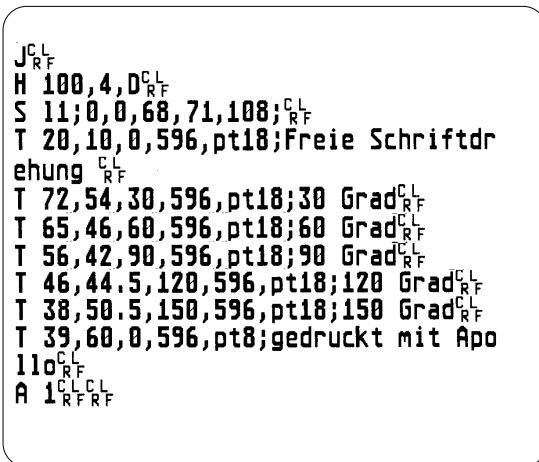 J␍␊
H 100,4,D␍␊
S 11;0,0,68,71,108;␍␊
T 20,10,0,596,pt18;Freie Schriftdr
ehung ␍␊
T 72,54,30,596,pt18;30 Grad␍␊
T 65,46,60,596,pt18;60 Grad␍␊
T 56,42,90,596,pt18;90 Grad␍␊
T 46,44.5,120,596,pt18;120 Grad␍␊
T 38,50.5,150,596,pt18;150 Grad␍␊
T 39,60,0,596,pt8;gedruckt mit Apo
llo␍␊
A 1␍␊␍␊